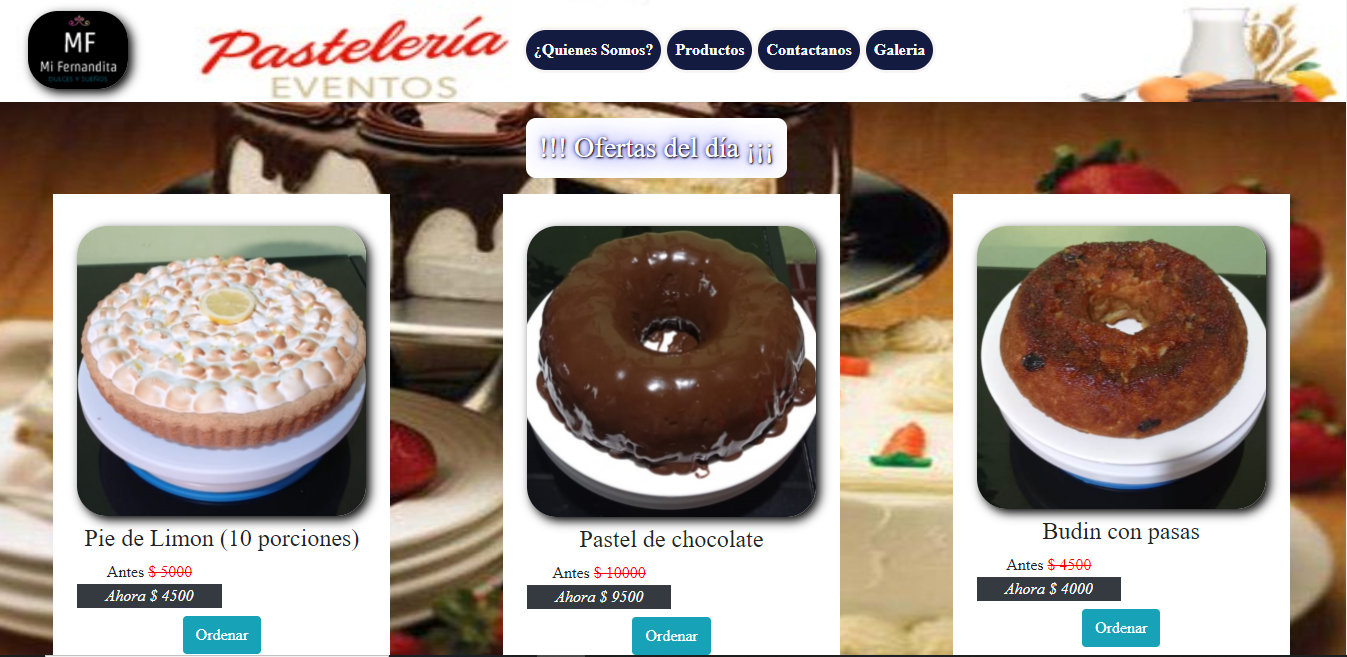 MF
Mi Fernandita
DULCES Y SUEÑOS
Pastelería
EVENTOS
¿Quienes Somos?
Productos
Contactanos
Galeria
!!! Ofertas del día ¡¡¡
Pie de Limon (10 porciones)
Antes $ 5000
Ahora $ 4500
Ordenar
Pastel de chocolate
Antes $ 10000
Ahora $ 9500
Ordenar
Budin con pasas
Antes $ 4500
Ahora $ 4000
Ordenar